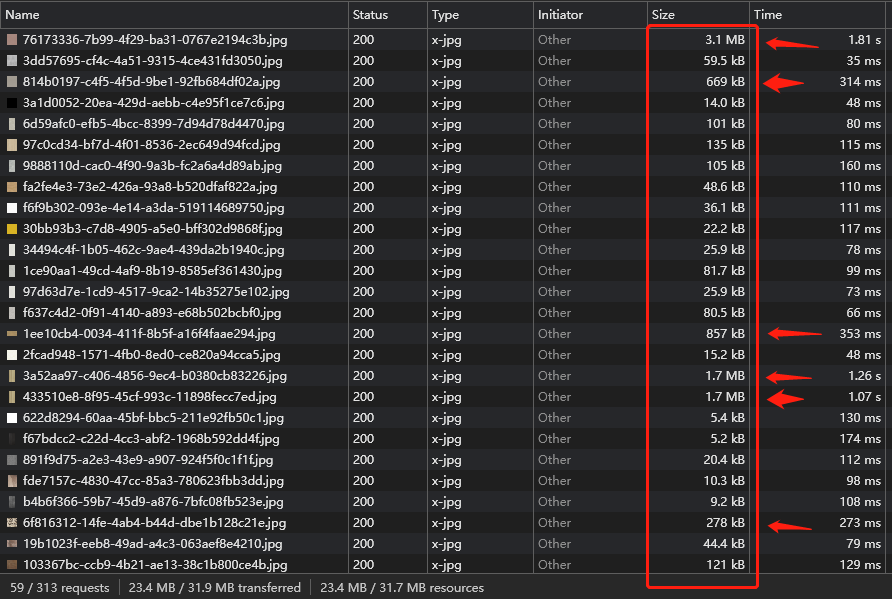 Name Status Type Initiator Size Time
76173336-7b99-4f29-ba31-0767e2194c3b.jpg 200 x-jpg Other 3.1 MB 1.81 s
3dd57695-cf4c-4a51-9315-4ce431fd3050.jpg 200 x-jpg Other 59.5 kB 35 ms
814b0197-c4f5-4f5d-9be1-92fb684df02a.jpg 200 x-jpg Other 669 kB 314 ms
3a1d0052-20ea-429d-aebb-c4e95f1ce7c6.jpg 200 x-jpg Other 14.0 kB 48 ms
6d59afc0-efb5-4bcc-8399-7d94d78d4470.jpg 200 x-jpg Other 101 kB 80 ms
97c0cd34-bf7d-4f01-8536-2ec649d94fcd.jpg 200 x-jpg Other 135 kB 115 ms
9888110d-cac0-4f90-9a3b-fc2a6a4d89ab.jpg 200 x-jpg Other 105 kB 160 ms
fa2fe4e3-73e2-426a-93a8-b520dfaf822a.jpg 200 x-jpg Other 48.6 kB 110 ms
f6f9b302-093e-4e14-a3da-519114689750.jpg 200 x-jpg Other 36.1 kB 111 ms
30bb93b3-c7d8-4905-a5e0-bff302d9868f.jpg 200 x-jpg Other 22.2 kB 117 ms
34494c4f-1b05-462c-9ae4-439da2b1940c.jpg 200 x-jpg Other 25.9 kB 78 ms
1ce90aa1-49cd-4af9-8b19-8585ef361430.jpg 200 x-jpg Other 81.7 kB 99 ms
97d63d7e-1cd9-4517-9ca2-14b35275e102.jpg 200 x-jpg Other 25.9 kB 73 ms
f637c4d2-0f91-4140-a893-e68b502bcbf0.jpg 200 x-jpg Other 80.5 kB 66 ms
1ee10cb4-0034-411f-8b5f-a16f4faae294.jpg 200 x-jpg Other 857 kB 353 ms
2fcad948-1571-4fb0-8ed0-ce820a94cca5.jpg 200 x-jpg Other 15.2 kB 48 ms
3a52aa97-c406-4856-9ec4-b0380cb83226.jpg 200 x-jpg Other 1.7 MB 1.26 s
433510e8-8f95-45cf-993c-11898fecc7ed.jpg 200 x-jpg Other 1.7 MB 1.07 s
622d8294-60aa-45bf-bbc5-211e92fb50c1.jpg 200 x-jpg Other 5.4 kB 130 ms
f67bdcc2-c22d-4cc3-abf2-1968b592dd4f.jpg 200 x-jpg Other 5.2 kB 174 ms
891f9d75-a2e3-43e9-a907-924f5f0c1f1f.jpg 200 x-jpg Other 20.4 kB 112 ms
fde7157c-4830-47cc-85a3-780623fbb3dd.jpg 200 x-jpg Other 10.3 kB 98 ms
b4b6f366-59b7-45d9-a876-7bfc08fb523e.jpg 200 x-jpg Other 9.2 kB 108 ms
6f816312-14fe-4ab4-b44d-dbe1b128c21e.jpg 200 x-jpg Other 278 kB 273 ms
19b1023f-eeb8-49ad-a4c3-063aef8e4210.jpg 200 x-jpg Other 44.4 kB 79 ms
103367bc-ccb9-4b21-ae13-38c1b800ce4b.jpg 200 x-jpg Other 121 kB 129 ms
59 / 313 requests 23.4 MB / 31.9 MB transferred 23.4 MB / 31.7 MB resources